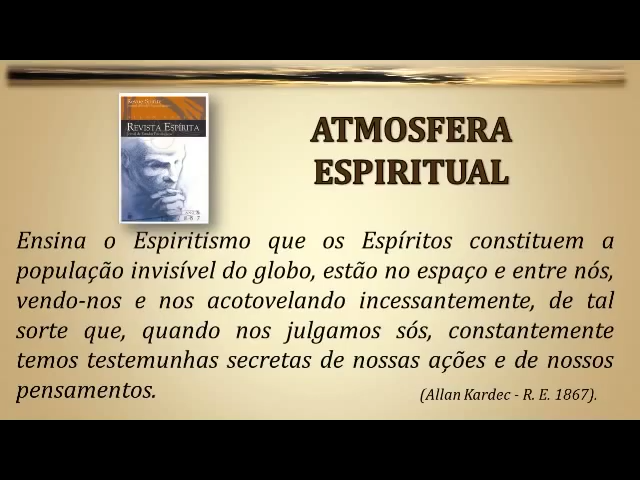 REVISTA ESPÍRITA
ATMOSFERA
ESPIRITUAL
Ensina o Espiritismo que os Espíritos constituem a
população invisível do globo, estão no espaço e entre nós,
vendo-nos e nos acotovelando incessantemente, de tal
sorte que, quando nos julgamos sós, constantemente
temos testemunhas secretas de nossas ações e de nossos
pensamentos.
(Allan Kardec - R. E. 1867).